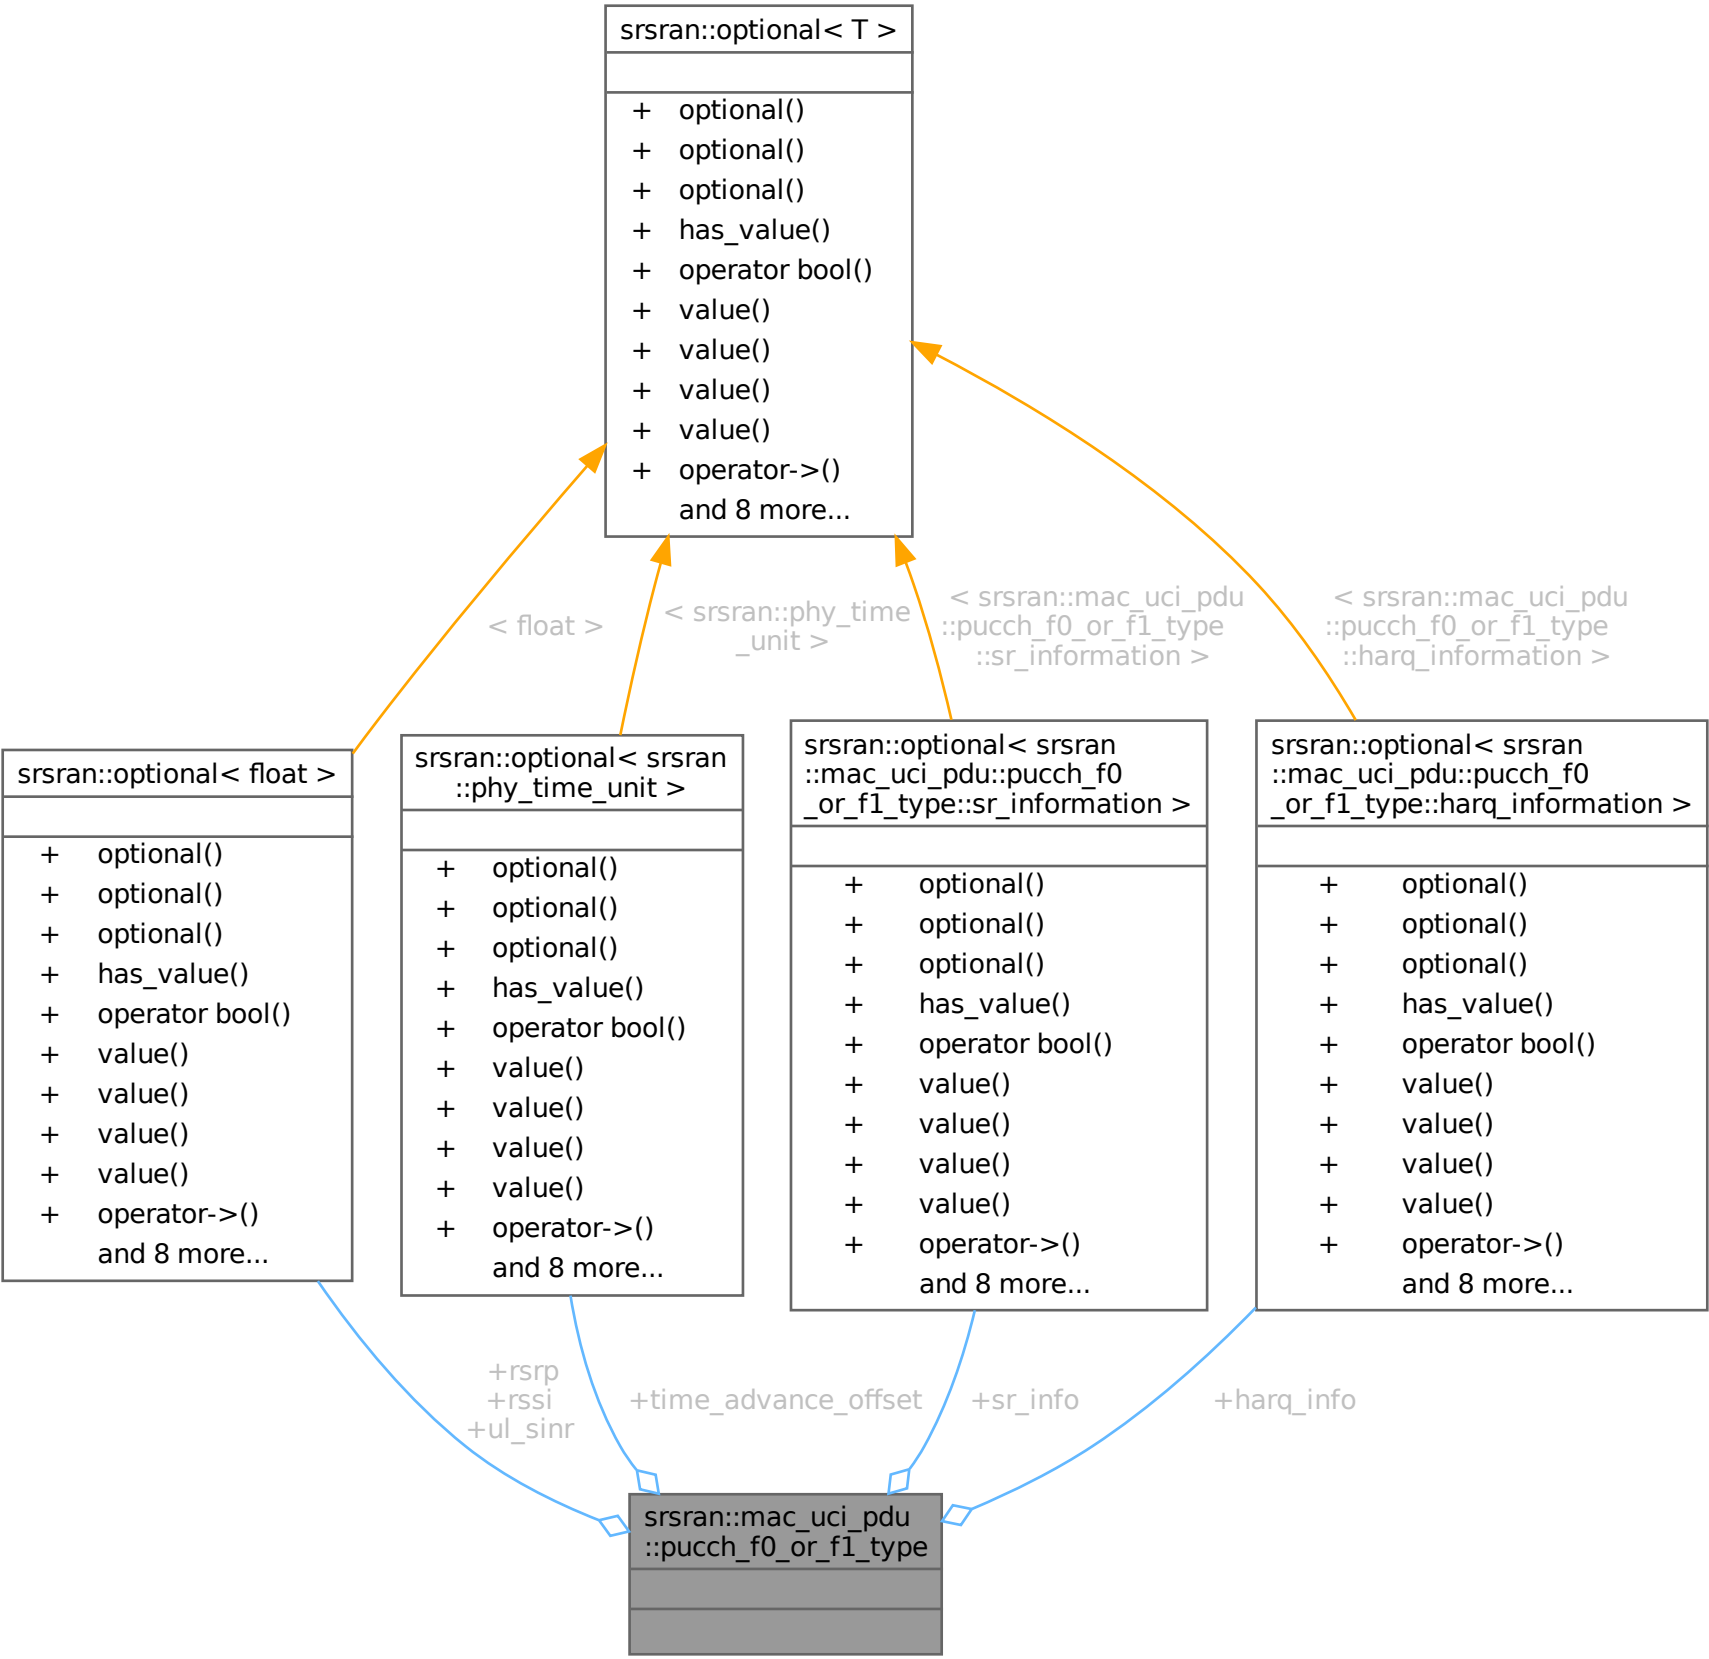 srsran::optional< T >
+ optional()
+ optional()
+ optional()
+ has_value()
+ operator bool()
+ value()
+ value()
+ value()
+ value()
+ operator->()
and 8 more...
< float >
< srsran::phy_time
_unit >
< srsran::mac_uci_pdu
::pucch_f0_or_f1_type
::sr_information >
< srsran::mac_uci_pdu
::pucch_f0_or_f1_type
::harq_information >
srsran::optional< float >
+ optional()
+ optional()
+ optional()
+ has_value()
+ operator bool()
+ value()
+ value()
+ value()
+ value()
+ operator->()
and 8 more...
srsran::optional< srsran
::phy_time_unit >
+ optional()
+ optional()
+ optional()
+ has_value()
+ operator bool()
+ value()
+ value()
+ value()
+ value()
+ operator->()
and 8 more...
srsran::optional< srsran
::mac_uci_pdu::pucch_f0
_or_f1_type::sr_information >
+ optional()
+ optional()
+ optional()
+ has_value()
+ operator bool()
+ value()
+ value()
+ value()
+ value()
+ operator->()
and 8 more...
srsran::optional< srsran
::mac_uci_pdu::pucch_f0
_or_f1_type::harq_information >
+ optional()
+ optional()
+ optional()
+ has_value()
+ operator bool()
+ value()
+ value()
+ value()
+ value()
+ operator->()
and 8 more...
+rsrp
+rssi
+ul_sinr
+time_advance_offset
+sr_info
+harq_info
srsran::mac_uci_pdu
::pucch_f0_or_f1_type